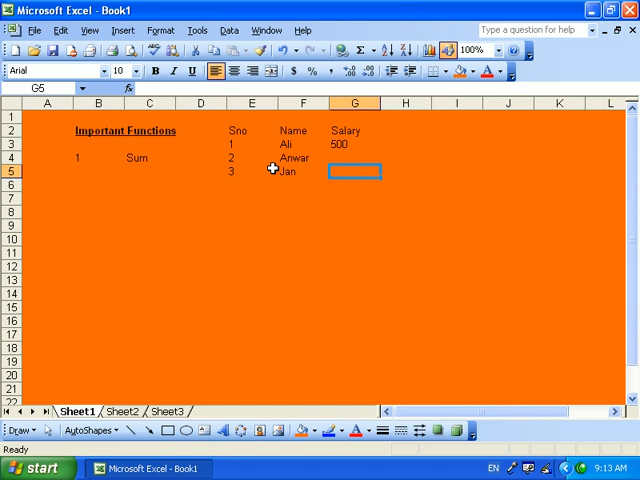 Microsoft Excel - Book1
File Edit View Insert Format Tools Data Window Help Type a question for help
100%
Arial 10 B I U $ % ,
G5 fx
A B C D E F G H I J K L
1
2 Important Functions Sno Name Salary
3 1 Ali 500
4 1 Sum 2 Anwar
5 3 Jan
6
7
8
9
10
11
12
13
14
15
16
17
18
19
20
21
22
Sheet1 Sheet2 Sheet3
Draw AutoShapes
Ready
start Microsoft Excel - Book1 EN 9:13 AM